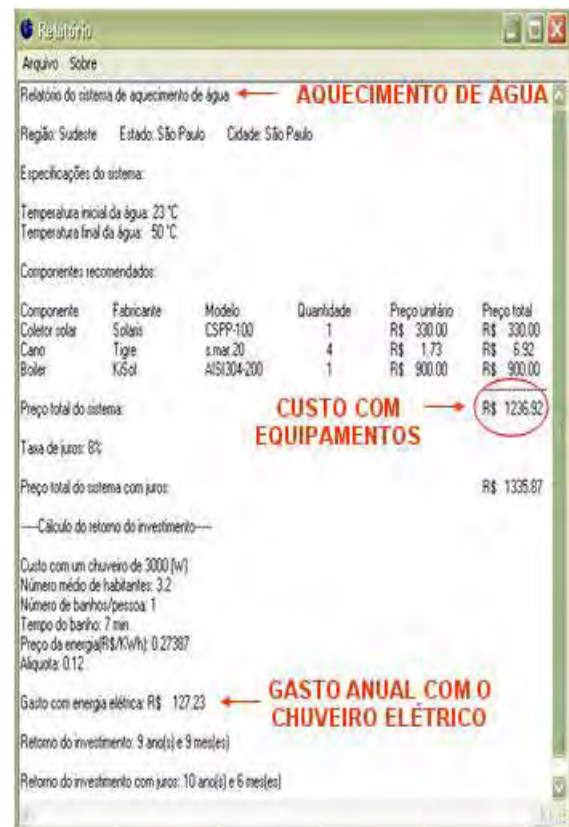 Relatório
Arquivo Sobre
Relatório do sistema de aquecimento de água AQUECIMENTO DE ÁGUA
Região: Sudeste Estado: São Paulo Cidade: São Paulo
Especificações do sistema:
Temperatura inicial da água: 23 °C
Temperatura final da água: 50 °C
Componentes recomendados:
Componente Fabricante Modelo Quantidade Preço unitário Preço total
Coletor solar Solaris CSPP-100 1 R$ 330.00 R$ 330.00
Cano Tigre s.mar.20 4 R$ 1.73 R$ 6.92
Boiler KiSol AISI304-200 1 R$ 900.00 R$ 900.00
Preço total do sistema: CUSTO COM EQUIPAMENTOS R$ 1236.92
Taxa de juros: 8%
Preço total do sistema com juros: R$ 1335.87
----Cálculo do retorno do investimento----
Custo com um chuveiro de 3000 [W]
Número médio de habitantes: 3.2
Número de banhos/pessoa: 1
Tempo do banho: 7 min
Preço da energia(R$/KWh): 0.27387
Aliquota: 0.12
Gasto com energia elétrica: R$ 127.23 GASTO ANUAL COM O CHUVEIRO ELÉTRICO
Retorno do investimento: 9 ano(s) e 9 mes(es)
Retorno do investimento com juros: 10 ano(s) e 6 mes(es)